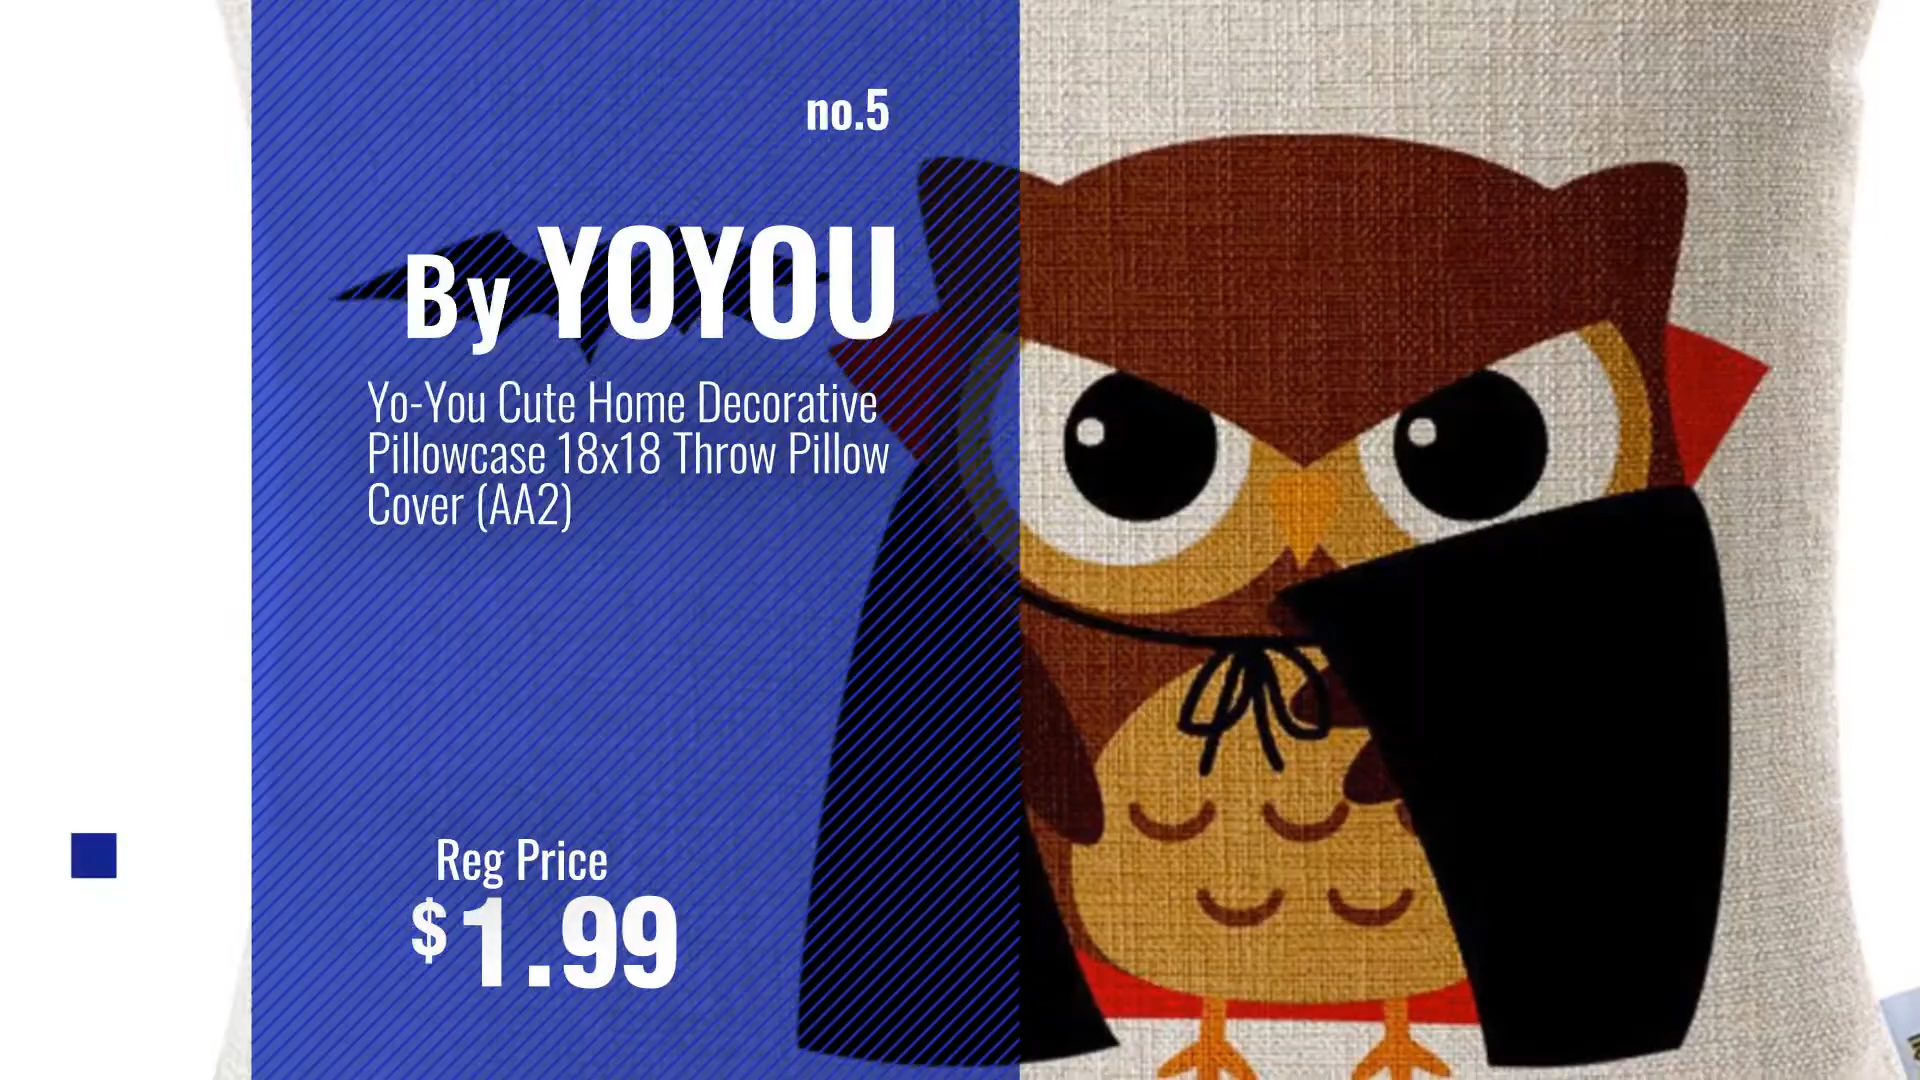 no.5
By YOYOU
Yo-You Cute Home Decorative
Pillowcase 18x18 Throw Pillow
Cover (AA2)
Reg Price
$1.99